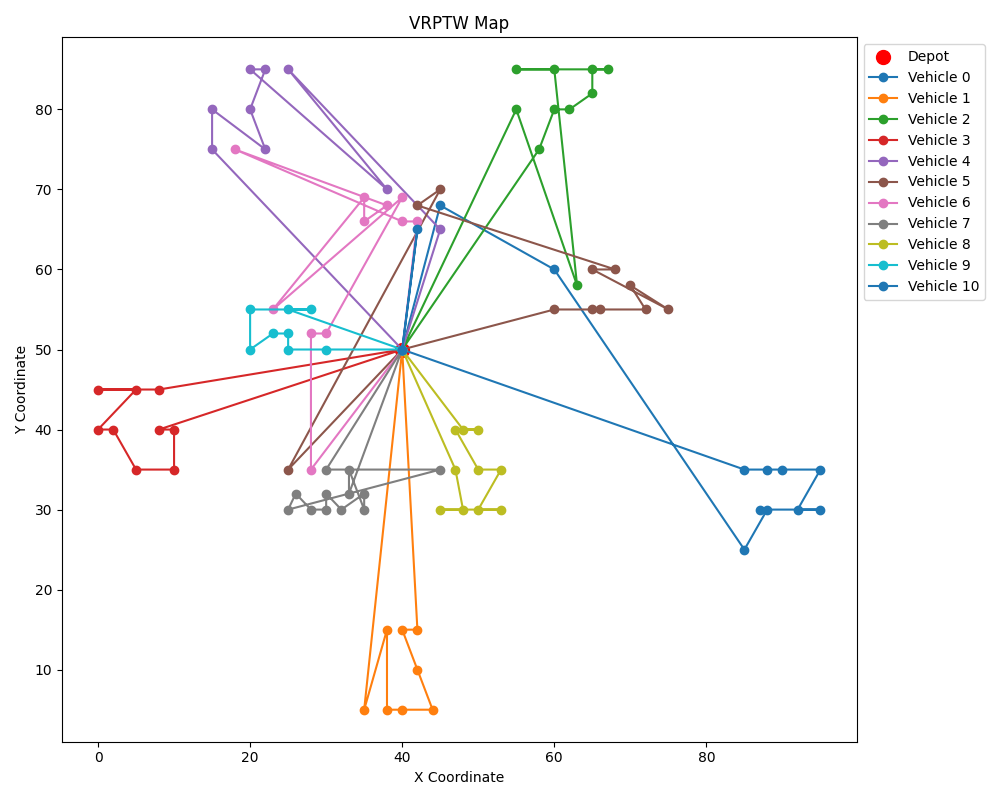 VRPTW Map
Y Coordinate
80
70
60
50
40
30
20
10
0
20
40
60
80
X Coordinate
Depot
Vehicle 0
Vehicle 1
Vehicle 2
Vehicle 3
Vehicle 4
Vehicle 5
Vehicle 6
Vehicle 7
Vehicle 8
Vehicle 9
Vehicle 10